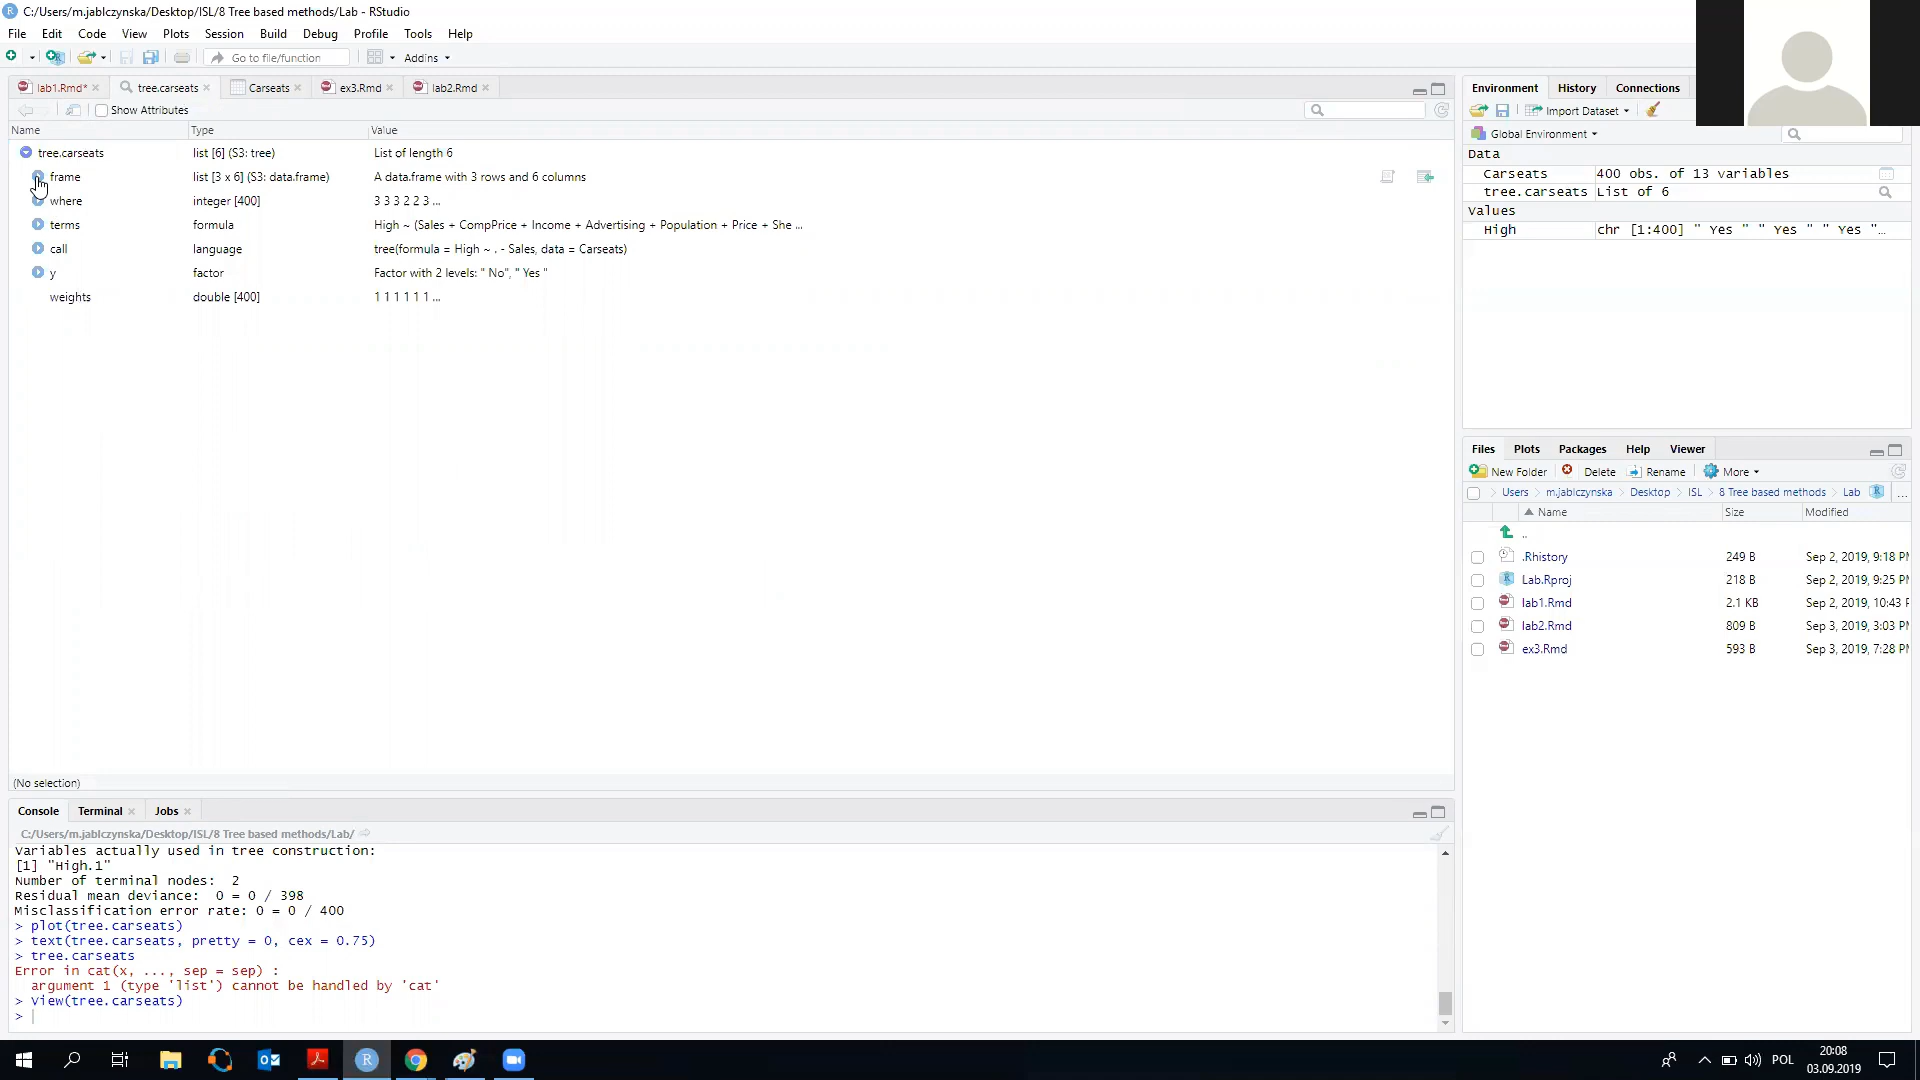 C:/Users/m.jablczynska/Desktop/ISL/8 Tree based methods/Lab - RStudio
File Edit Code View Plots Session Build Debug Profile Tools Help
Go to file/function Addins
lab1.Rmd* tree.carseats Carseats ex3.Rmd lab2.Rmd
Show Attributes
Name Type Value
tree.carseats list [6] (S3: tree) List of length 6
frame list [3 x 6] (S3: data.frame) A data.frame with 3 rows and 6 columns
where integer [400] 3 3 3 2 2 3 ...
terms formula High ~ (Sales + CompPrice + Income + Advertising + Population + Price + She ...
call language tree(formula = High ~ . - Sales, data = Carseats)
y factor Factor with 2 levels: " No", " Yes "
weights double [400] 1 1 1 1 1 1 ...
(No selection)
Console Terminal Jobs
C:/Users/m.jablczynska/Desktop/ISL/8 Tree based methods/Lab/
Variables actually used in tree construction:
[1] "High.1"
Number of terminal nodes: 2
Residual mean deviance: 0 = 0 / 398
Misclassification error rate: 0 = 0 / 400
> plot(tree.carseats)
> text(tree.carseats, pretty = 0, cex = 0.75)
> tree.carseats
Error in cat(x, ..., sep = sep) :
argument 1 (type 'list') cannot be handled by 'cat'
> View(tree.carseats)
>
Environment History Connections
Import Dataset
Global Environment
Data
Carseats 400 obs. of 13 variables
tree.carseats List of 6
Values
High chr [1:400] " Yes " " Yes " " Yes "...
Files Plots Packages Help Viewer
New Folder Delete Rename More
Users m.jablczynska Desktop ISL 8 Tree based methods Lab ...
Name Size Modified
..
.Rhistory 249 B Sep 2, 2019, 9:18 PM
Lab.Rproj 218 B Sep 2, 2019, 9:25 PM
lab1.Rmd 2.1 KB Sep 2, 2019, 10:43 P
lab2.Rmd 809 B Sep 3, 2019, 3:03 PM
ex3.Rmd 593 B Sep 3, 2019, 7:28 PM
POL 20:08
03.09.2019